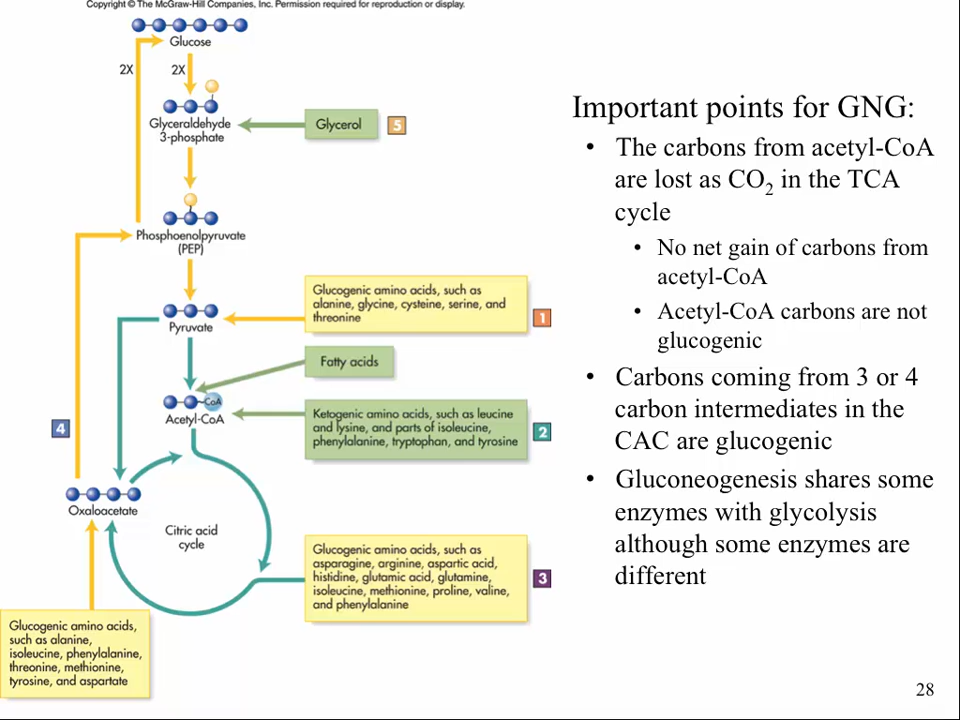 Copyright © The McGraw-Hill Companies, Inc. Permission required for reproduction or display.
Glucose
2X
2X
Glyceraldehyde
3-phosphate
Glycerol
5
Phosphoenolpyruvate
(PEP)
Glucogenic amino acids, such as
alanine, glycine, cysteine, serine, and
threonine
1
Pyruvate
Fatty acids
CoA
Acetyl-CoA
Ketogenic amino acids, such as leucine
and lysine, and parts of isoleucine,
phenylalanine, tryptophan, and tyrosine
2
4
Oxaloacetate
Citric acid
cycle
Glucogenic amino acids, such as
asparagine, arginine, aspartic acid,
histidine, glutamic acid, glutamine,
isoleucine, methionine, proline, valine,
and phenylalanine
3
Glucogenic amino acids,
such as alanine,
isoleucine, phenylalanine,
threonine, methionine,
tyrosine, and aspartate
Important points for GNG:
• The carbons from acetyl-CoA
are lost as CO2 in the TCA
cycle
• No net gain of carbons from
acetyl-CoA
• Acetyl-CoA carbons are not
glucogenic
• Carbons coming from 3 or 4
carbon intermediates in the
CAC are glucogenic
• Gluconeogenesis shares some
enzymes with glycolysis
although some enzymes are
different
28